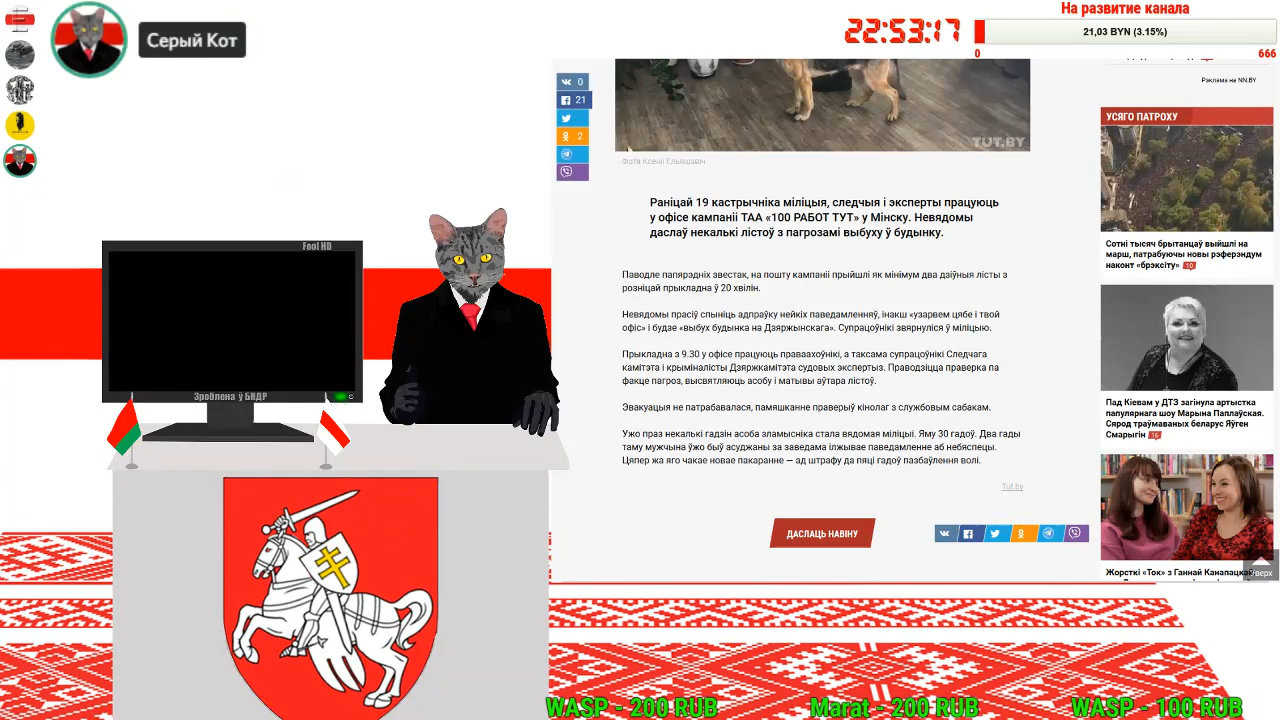 Серый Кот
22:53:17
На развитие канала
21,03 BYN (3.15%)
0
666
Рэклама на NN.BY
0
21
2
TUT.BY
Фота Ксеніі Ельяшэвіч
Раніцай 19 кастрычніка міліцыя, следчыя і эксперты працуюць
у офісе кампаніі ТАА «100 РАБОТ ТУТ» у Мінску. Невядомы
даслаў некалькі лістоў з пагрозамі выбуху ў будынку.
Паводле папярэдніх звестак, на пошту кампаніі прыйшлі як мінімум два дзіўныя лісты з
розніцай прыкладна ў 20 хвілін.
Невядомы прасіў спыніць адпраўку нейкіх паведамленняў, інакш «узарвем цябе і твой
офіс» і будзе «выбух будынка на Дзяржынскага». Супрацоўнікі звярнуліся ў міліцыю.
Прыкладна з 9.30 у офісе працуюць праваахоўнікі, а таксама супрацоўнікі Следчага
камітэта і крыміналісты Дзяржкамітэта судовых экспертыз. Праводзіцца праверка па
факце пагроз, высвятляюць асобу і матывы аўтара лістоў.
Эвакуацыя не патрабавалася, памяшканне праверыў кінолаг з службовым сабакам.
Ужо праз некалькі гадзін асоба зламысніка стала вядомая міліцыі. Яму 30 гадоў. Два гады
таму мужчына ўжо быў асуджаны за заведама ілжывае паведамленне аб небяспецы.
Цяпер жа яго чакае новае пакаранне — ад штрафу да пяці гадоў пазбаўлення волі.
Tut.by
ДАСЛАЦЬ НАВІНУ
УСЯГО ПАТРОХУ
Сотні тысяч брытанцаў выйшлі на
марш, патрабуючы новы рэферэндум
наконт «брэксіту» 10
Пад Кіевам у ДТЗ загінула артыстка
папулярнага шоу Марына Паплаўская.
Сярод траўмаваных беларус Яўген
Смарыгін 16
Жорсткі «Ток» з Ганнай Канапацкай
Уверх
Fool HD
Зроблена ў БНДР
WASP - 200 RUB
Marat - 200 RUB
WASP - 100 RUB